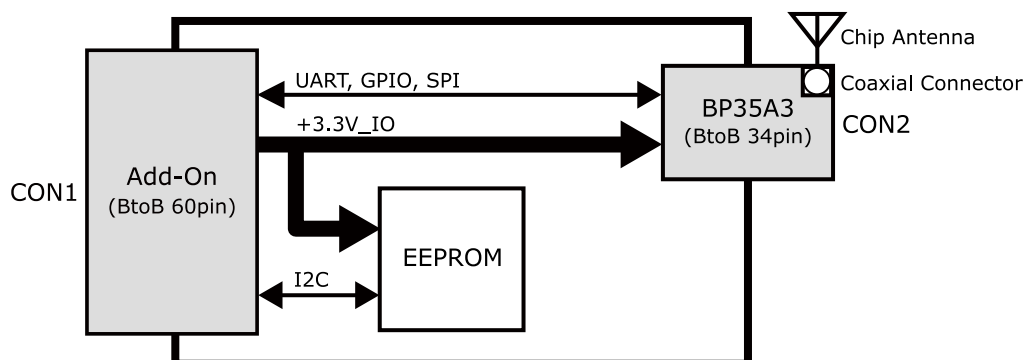 Chip Antenna
UART, GPIO, SPI
Coaxial Connector
BP35A3
(BtoB 34pin)
CON2
+3.3V_IO
Add-On
(BtoB 60pin)
CON1
EEPROM
I2C